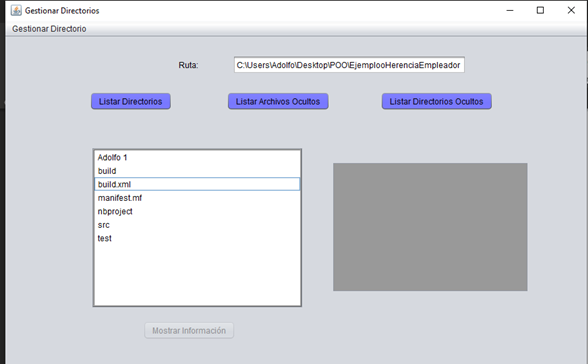 Gestionar Directorios
Gestionar Directorio
Ruta: C:\Users\Adolfo\Desktop\POO\EjemplooHerenciaEmpleador
Listar Directorios Listar Archivos Ocultos Listar Directorios Ocultos
Adolfo 1
build
build.xml
manifest.mf
nbproject
src
test
Mostrar Información